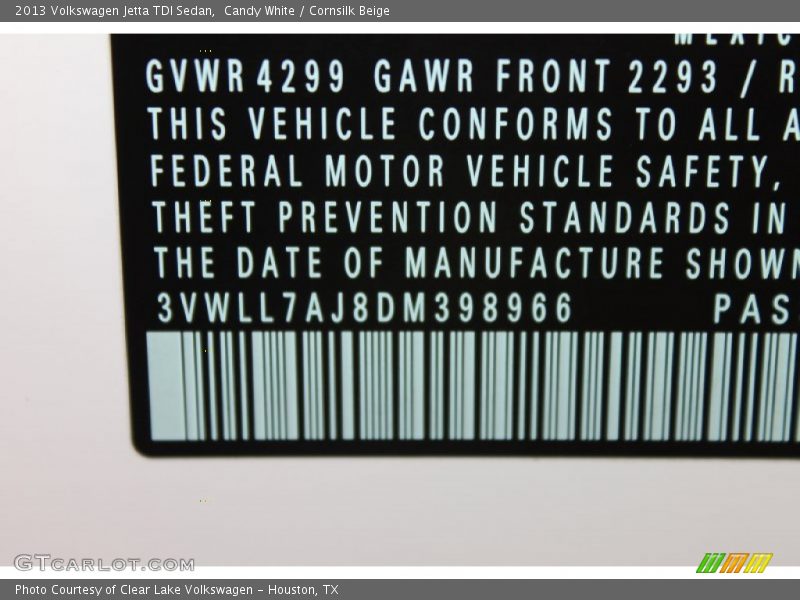 2013 Volkswagen Jetta TDI Sedan, Candy White / Cornsilk Beige
GVWR 4299 GAWR FRONT 2293 / R
THIS VEHICLE CONFORMS TO ALL A
FEDERAL MOTOR VEHICLE SAFETY,
THEFT PREVENTION STANDARDS IN
THE DATE OF MANUFACTURE SHOWN
3VWLL7AJ8DM398966 PAS
GTCARLOT.COM
Photo Courtesy of Clear Lake Volkswagen – Houston, TX